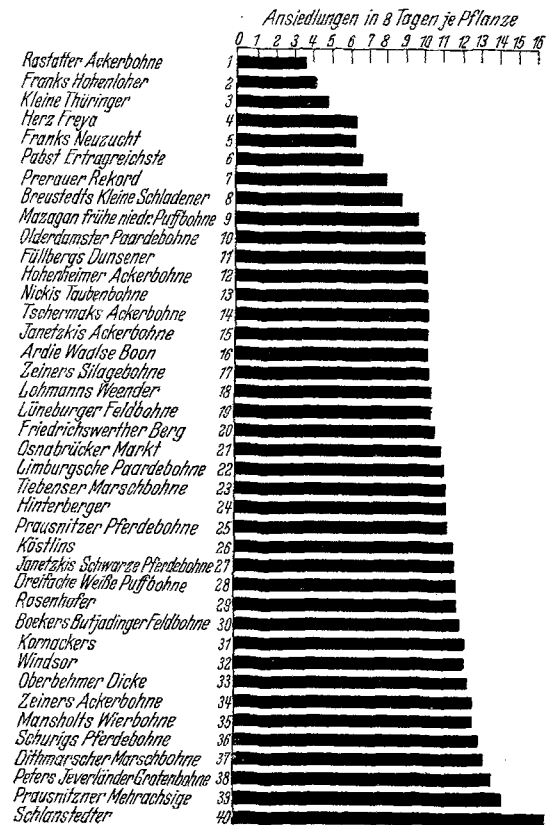 Ansiedlungen in 8 Tagen je Pflanze
0 1 2 3 4 5 6 7 8 9 10 11 12 13 14 15 16
Rastatter Ackerbohne 1
Franks Hohenloher 2
Kleine Thüringer 3
Herz Freya 4
Franks Neuzucht 5
Pabst Ertragreichste 6
Prerauer Rekord 7
Breustedts Kleine Schladener 8
Mazagan frühe niedr. Puffbohne 9
Olderdamster Paardebohne 10
Füllbergs Dunsener 11
Hohenheimer Ackerbohne 12
Nickis Taubenbohne 13
Tschermaks Ackerbohne 14
Janetzkis Ackerbohne 15
Ardie Waalse Boon 16
Zeiners Silagebohne 17
Lohmanns Weender 18
Lüneburger Feldbohne 19
Friedrichswerther Berg 20
Osnabrücker Markt 21
Limburgsche Paardebohne 22
Tiebenser Marschbohne 23
Hinterberger 24
Prausnitzer Pferdebohne 25
Köstlins 26
Janetzkis Schwarze Pferdebohne 27
Dreifache Weiße Puffbohne 28
Rosenhofer 29
Boekers Butjadinger Feldbohne 30
Kornackers 31
Windsor 32
Oberbehmer Dicke 33
Zeiners Ackerbohne 34
Mansholts Wierbohne 35
Schurigs Pferdebohne 36
Dithmarscher Marschbohne 37
Peters Jeverländer Grotenbohne 38
Prausnitzner Mehrachsige 39
Schlanstedter 40